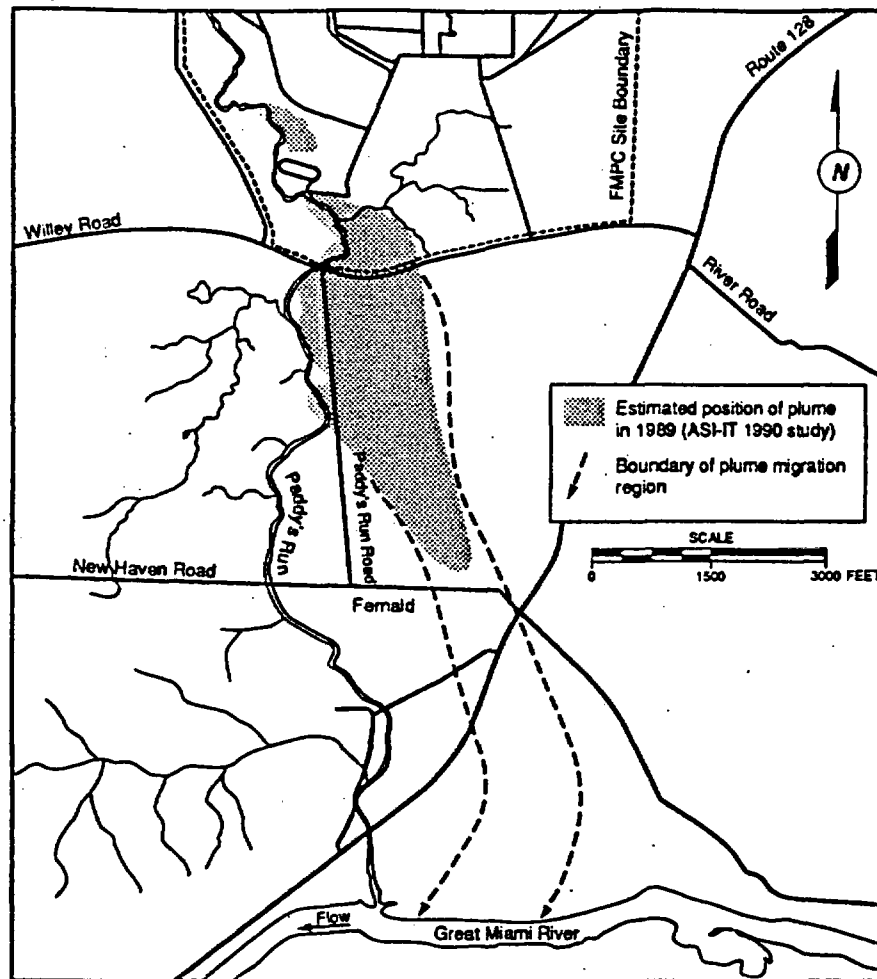 Route 128
FMPC Site Boundary
N
Willey Road
River Road
Estimated position of plume
in 1989 (ASI-IT 1990 study)
Boundary of plume migration
region
Paddy's Run
Paddy's Run Road
SCALE
0 1500 3000 FEET
New Haven Road
Fernald
Flow
Great Miami River